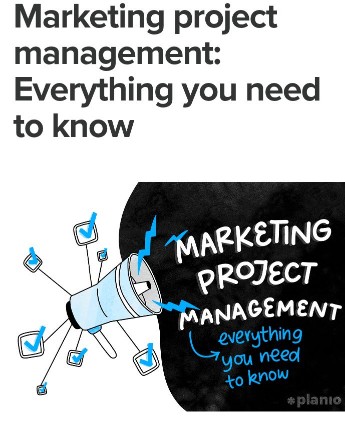 Marketing project
management:
Everything you need
to know
MARKETING
PROJECT
MANAGEMENT
everything
you need
to know
*planio